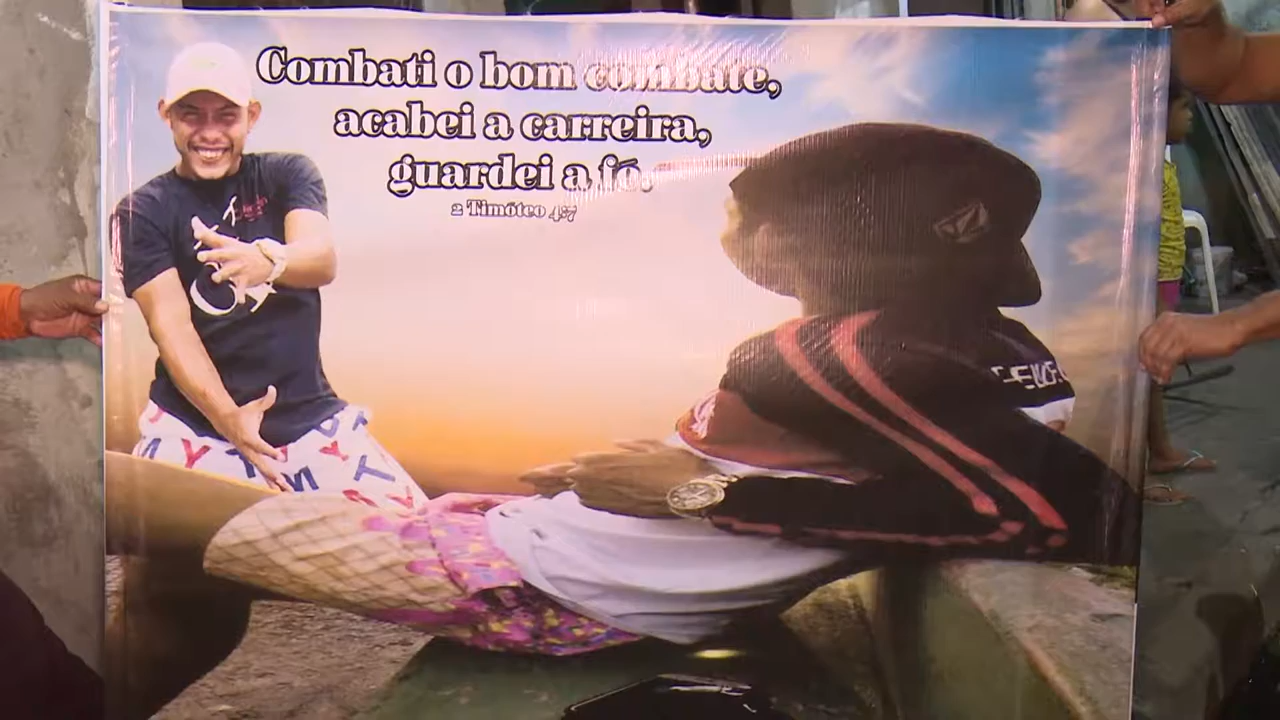 Combati o bom combate,
acabei a carreira,
guardei a fé.
2 Timóteo 4:7